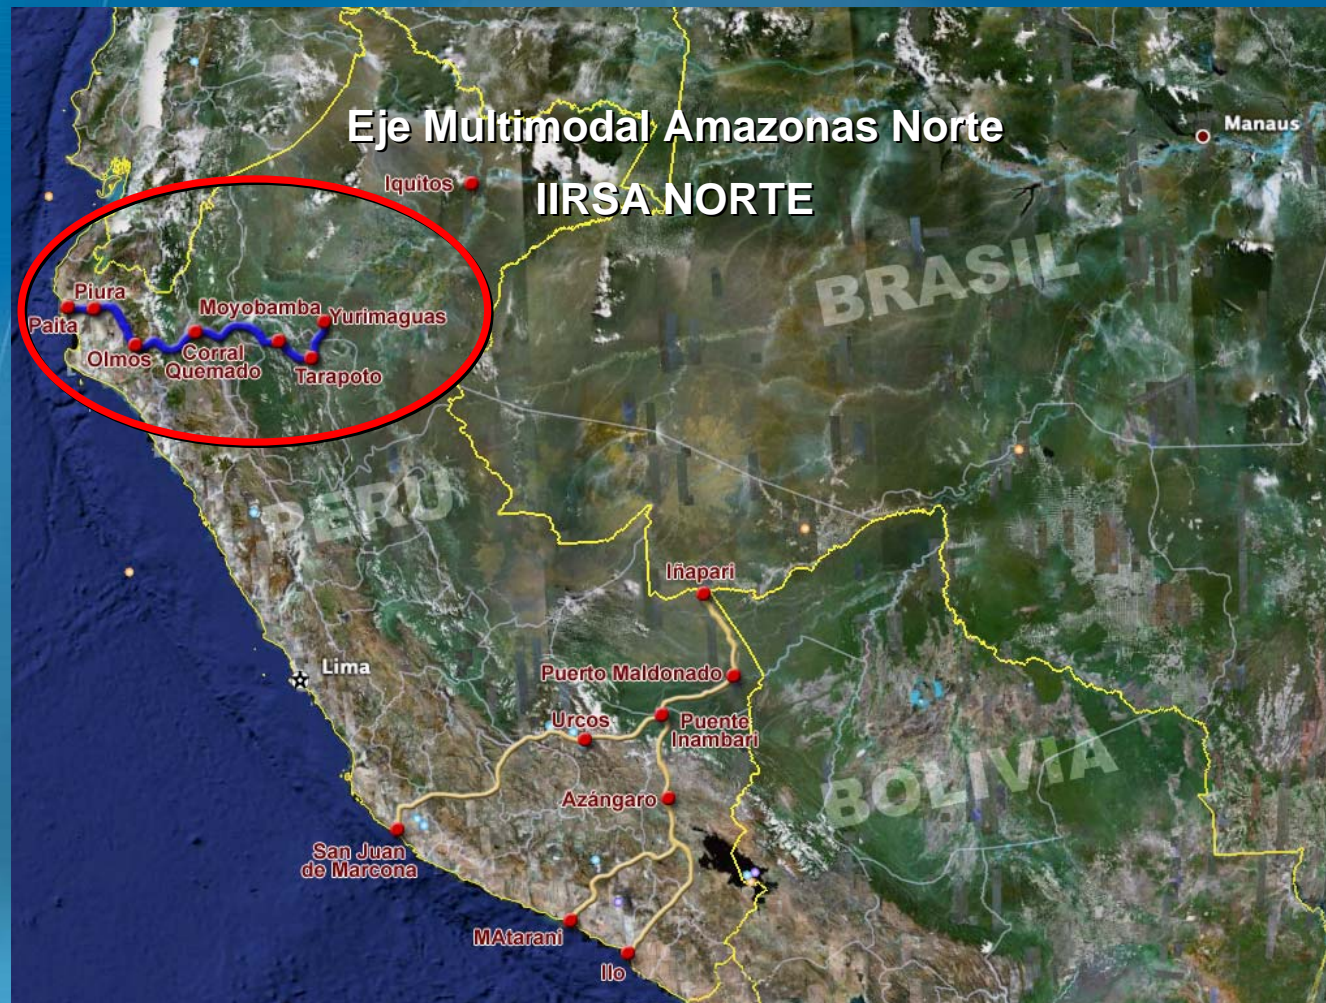 Eje Multimodal Amazonas Norte
IIRSA NORTE
Manaus
Iquitos
BRASIL
Piura
Paita
Moyobamba
Yurimaguas
Olmos
Corral
Quemado
Tarapoto
PERU
Iñapari
Lima
Puerto Maldonado
Urcos
Puente
Inambari
BOLIVIA
Azángaro
San Juan
de Marcona
MAtarani
Ilo